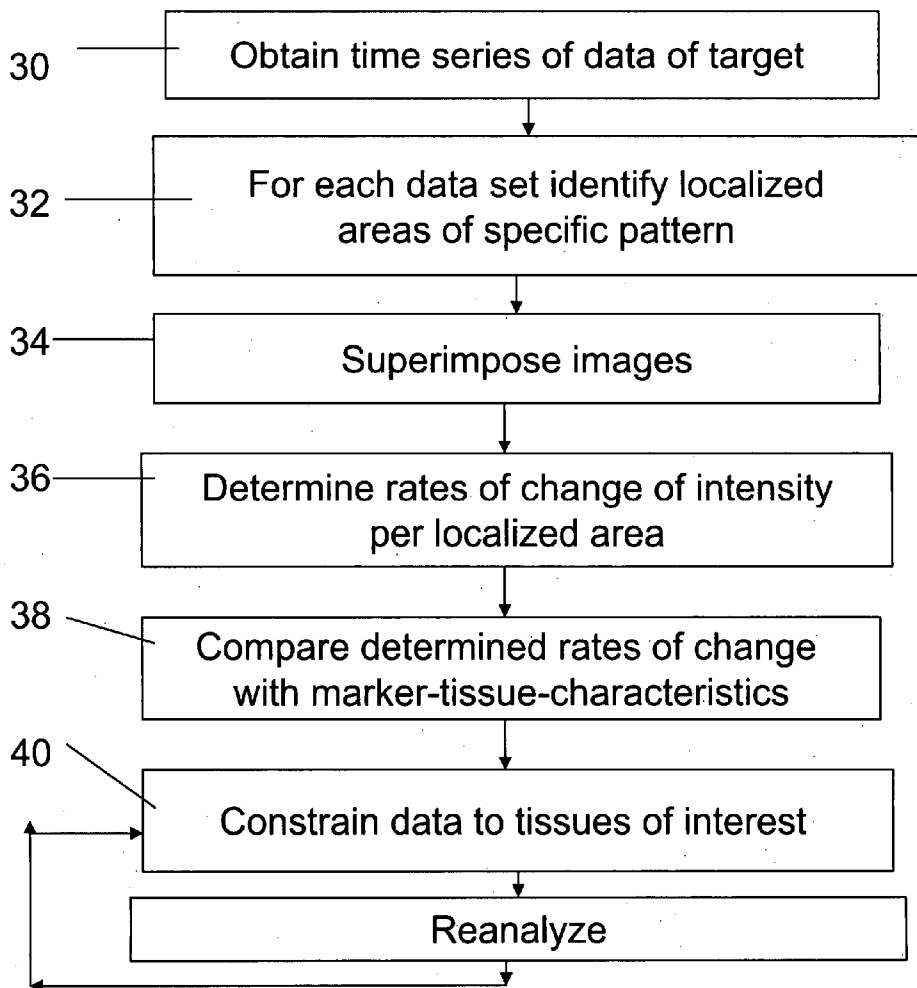 30
Obtain time series of data of target
32
For each data set identify localized
areas of specific pattern
34
Superimpose images
36
Determine rates of change of intensity
per localized area
38
Compare determined rates of change
with marker-tissue-characteristics
40
Constrain data to tissues of interest
Reanalyze